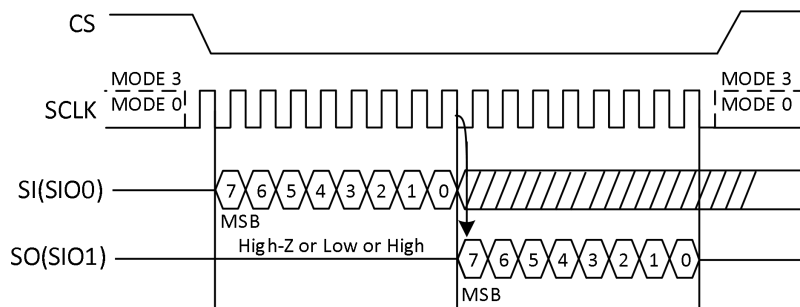 CS
MODE 3 MODE 3
SCLK MODE 0 MODE 0
SI(SIO0) 7 6 5 4 3 2 1 0
MSB
High-Z or Low or High
SO(SIO1) 7 6 5 4 3 2 1 0
MSB